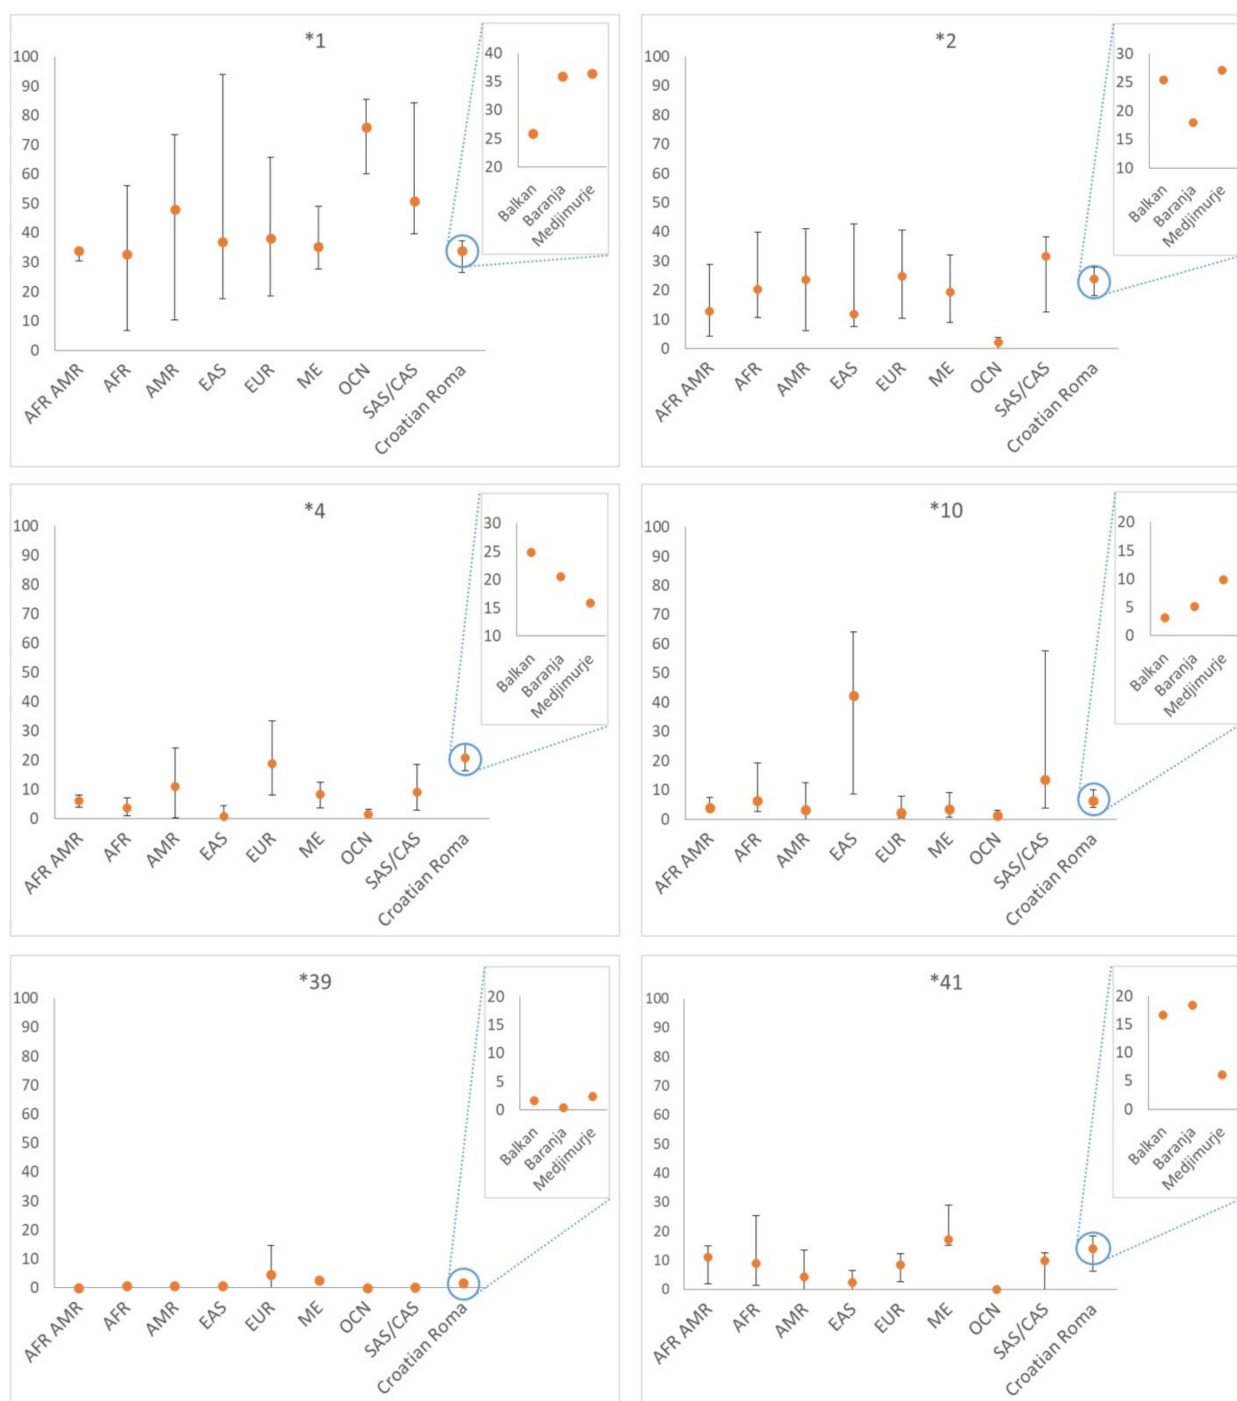 *1
100
90
80
70
60
50
40
30
20
10
0
AFR AMR
AFR
AMR
EAS
EUR
ME
OCN
SAS/CAS
Croatian Roma
40
35
30
25
20
Balkan
Baranja
Medjimurje
*2
100
90
80
70
60
50
40
30
20
10
0
AFR AMR
AFR
AMR
EAS
EUR
ME
OCN
SAS/CAS
Croatian Roma
30
25
20
15
10
Balkan
Baranja
Medjimurje
*4
100
90
80
70
60
50
40
30
20
10
0
AFR AMR
AFR
AMR
EAS
EUR
ME
OCN
SAS/CAS
Croatian Roma
30
25
20
15
10
Balkan
Baranja
Medjimurje
*10
100
90
80
70
60
50
40
30
20
10
0
AFR AMR
AFR
AMR
EAS
EUR
ME
OCN
SAS/CAS
Croatian Roma
20
15
10
5
0
Balkan
Baranja
Medjimurje
*39
100
90
80
70
60
50
40
30
20
10
0
AFR AMR
AFR
AMR
EAS
EUR
ME
OCN
SAS/CAS
Croatian Roma
20
15
10
5
0
Balkan
Baranja
Medjimurje
*41
100
90
80
70
60
50
40
30
20
10
0
AFR AMR
AFR
AMR
EAS
EUR
ME
OCN
SAS/CAS
Croatian Roma
20
15
10
5
0
Balkan
Baranja
Medjimurje